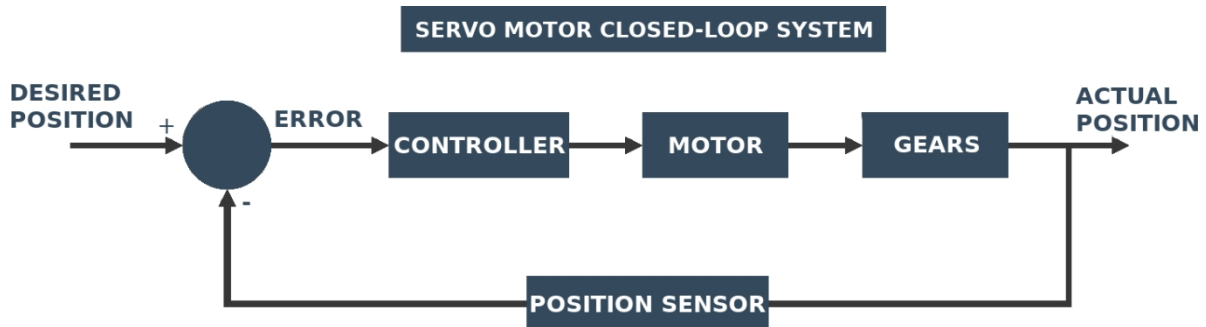 SERVO MOTOR CLOSED-LOOP SYSTEM
DESIRED
POSITION
+
ERROR
CONTROLLER
MOTOR
GEARS
ACTUAL
POSITION
-
POSITION SENSOR